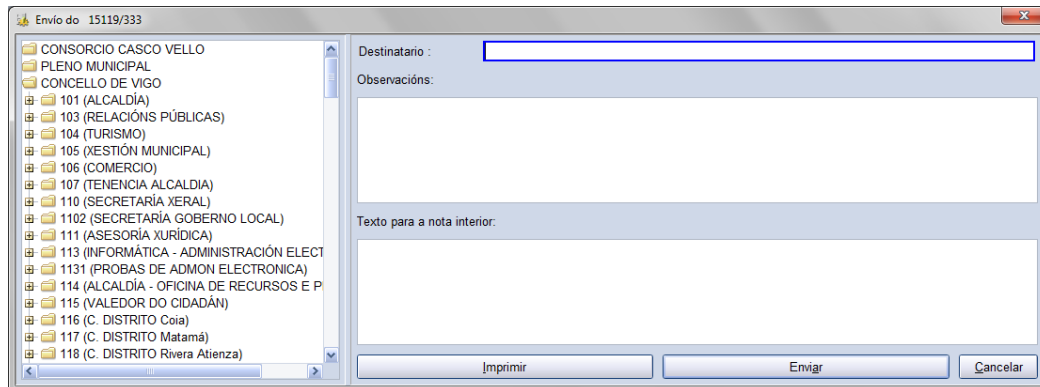 Envío do 15119/333
CONSORCIO CASCO VELLO
PLENO MUNICIPAL
CONCELLO DE VIGO
101 (ALCALDÍA)
103 (RELACIÓNS PÚBLICAS)
104 (TURISMO)
105 (XESTIÓN MUNICIPAL)
106 (COMERCIO)
107 (TENENCIA ALCALDIA)
110 (SECRETARÍA XERAL)
1102 (SECRETARÍA GOBERNO LOCAL)
111 (ASESORÍA XURÍDICA)
113 (INFORMÁTICA - ADMINISTRACIÓN ELECT
1131 (PROBAS DE ADMON ELECTRONICA)
114 (ALCALDÍA - OFICINA DE RECURSOS E P
115 (VALEDOR DO CIDADÁN)
116 (C. DISTRITO Coia)
117 (C. DISTRITO Matamá)
118 (C. DISTRITO Rivera Atienza)
Destinatario :
Observacións:
Texto para a nota interior:
Imprimir
Enviar
Cancelar